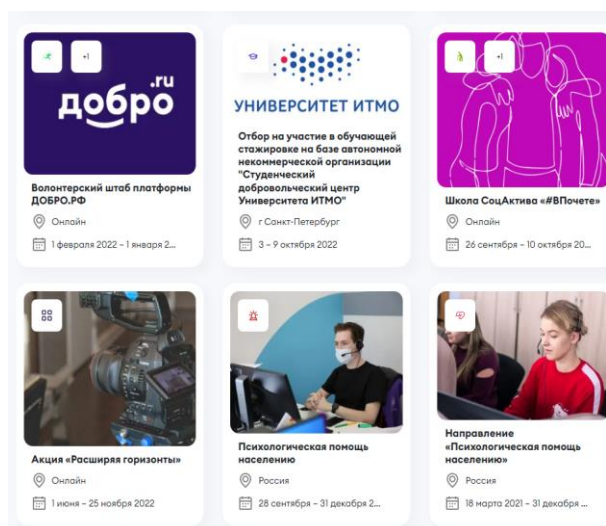 +1
добро
.ru
Волонтерский штаб платформы
ДОБРО.РФ
Онлайн
1 февраля 2022 – 1 января 2...
УНИВЕРСИТЕТ ИТМО
Отбор на участие в обучающей
стажировке на базе автономной
некоммерческой организации
"Студенческий
добровольческий центр
Университета ИТМО"
г Санкт-Петербург
3 – 9 октября 2022
+1
Школа СоцАктива «#ВПочете»
Онлайн
26 сентября – 10 октября 20...
Акция «Расширяя горизонты»
Онлайн
1 июня – 25 ноября 2022
Психологическая помощь
населению
Россия
28 сентября – 31 декабря 2...
Направление
«Психологическая помощь
населению»
Россия
18 марта 2021 – 31 декабря ...